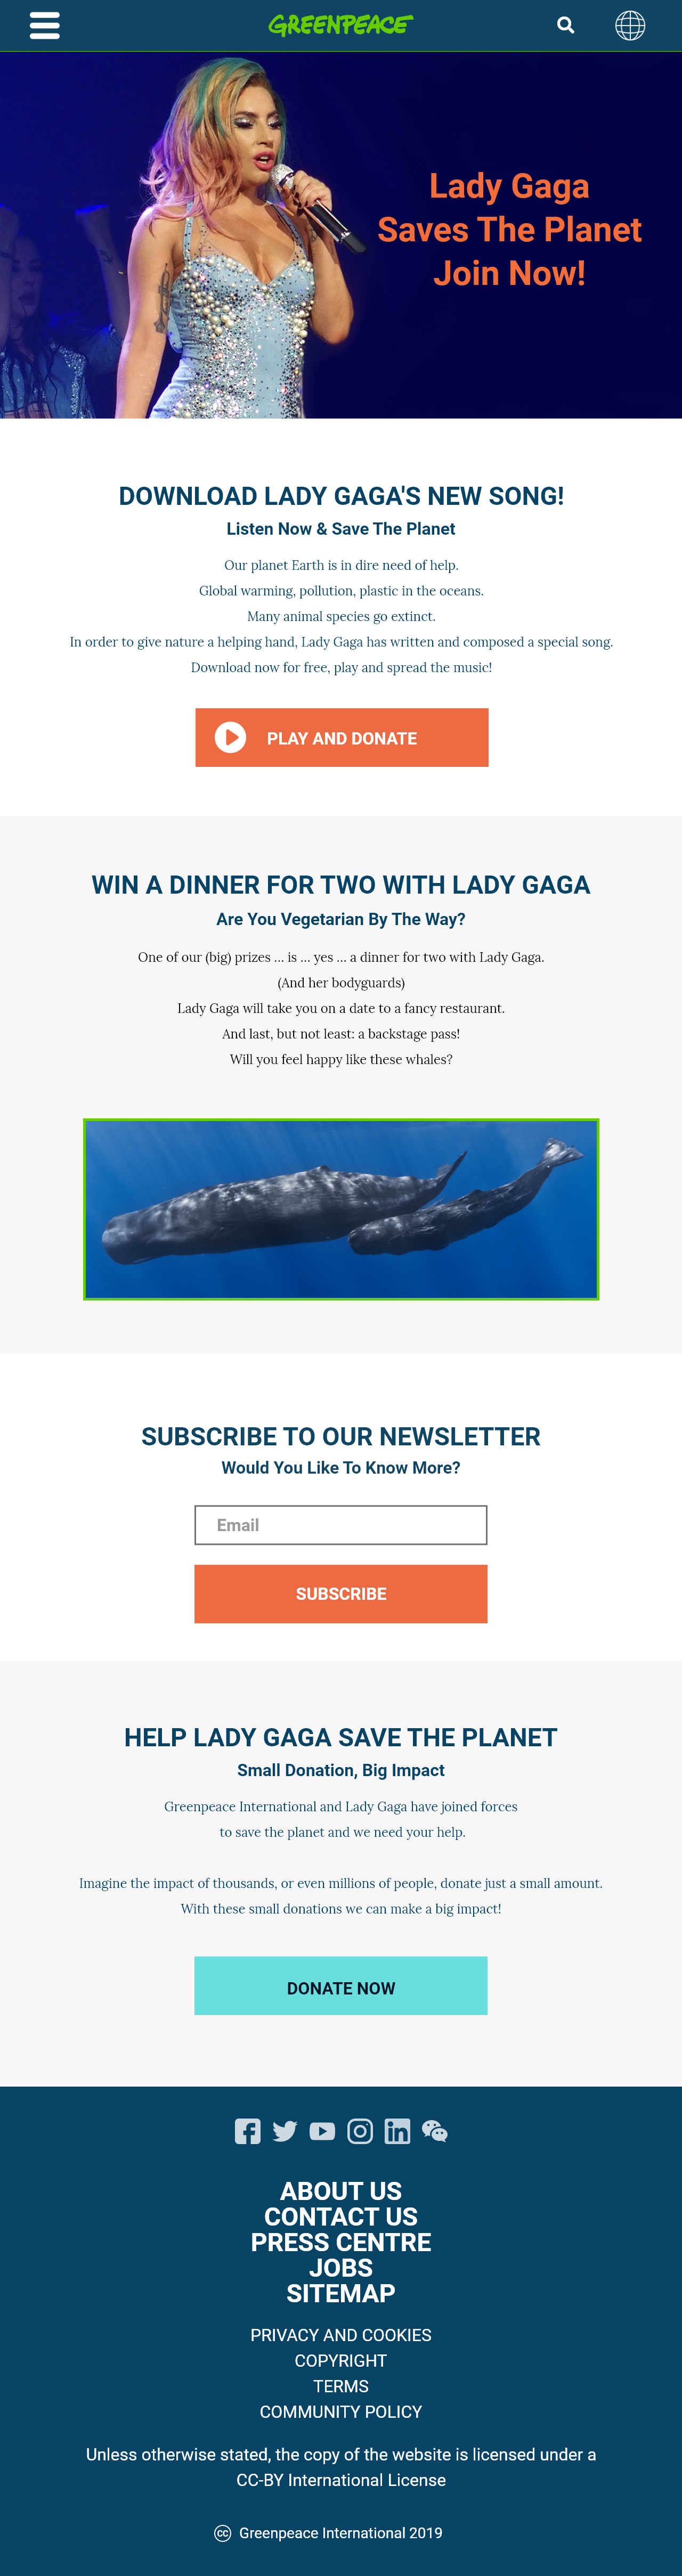 GREENPEACE
Lady Gaga
Saves The Planet
Join Now!
DOWNLOAD LADY GAGA'S NEW SONG!
Listen Now & Save The Planet
Our planet Earth is in dire need of help.
Global warming, pollution, plastic in the oceans.
Many animal species go extinct.
In order to give nature a helping hand, Lady Gaga has written and composed a special song.
Download now for free, play and spread the music!
PLAY AND DONATE
WIN A DINNER FOR TWO WITH LADY GAGA
Are You Vegetarian By The Way?
One of our (big) prizes ... is ... yes ... a dinner for two with Lady Gaga.
(And her bodyguards)
Lady Gaga will take you on a date to a fancy restaurant.
And last, but not least: a backstage pass!
Will you feel happy like these whales?
SUBSCRIBE TO OUR NEWSLETTER
Would You Like To Know More?
Email
SUBSCRIBE
HELP LADY GAGA SAVE THE PLANET
Small Donation, Big Impact
Greenpeace International and Lady Gaga have joined forces
to save the planet and we need your help.
Imagine the impact of thousands, or even millions of people, donate just a small amount.
With these small donations we can make a big impact!
DONATE NOW
ABOUT US
CONTACT US
PRESS CENTRE
JOBS
SITEMAP
PRIVACY AND COOKIES
COPYRIGHT
TERMS
COMMUNITY POLICY
Unless otherwise stated, the copy of the website is licensed under a
CC-BY International License
cc Greenpeace International 2019